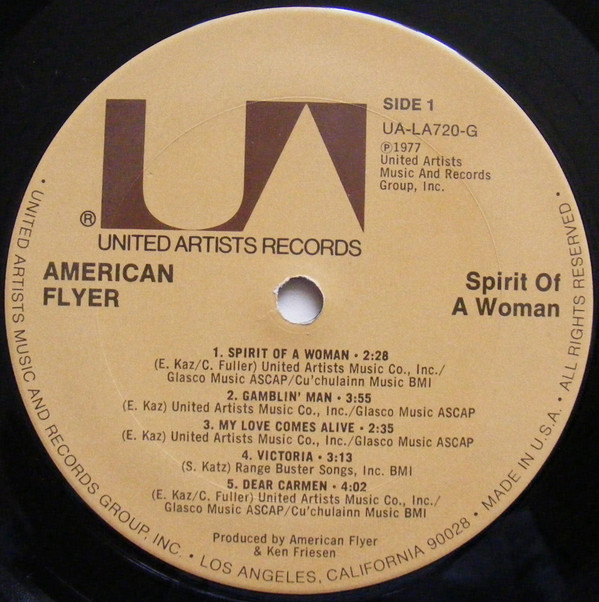 UA
®
UNITED ARTISTS RECORDS
SIDE 1
UA-LA720-G
Ⓟ1977
United Artists
Music And Records
Group, Inc.
AMERICAN
FLYER
Spirit Of
A Woman
1. SPIRIT OF A WOMAN • 2:28
(E. Kaz/C. Fuller) United Artists Music Co., Inc./
Glasco Music ASCAP/Cu'chulainn Music BMI
2. GAMBLIN' MAN • 3:55
(E. Kaz) United Artists Music Co., Inc./Glasco Music ASCAP
3. MY LOVE COMES ALIVE • 2:35
(E. Kaz) United Artists Music Co., Inc./Glasco Music ASCAP
4. VICTORIA • 3:13
(S. Katz) Range Buster Songs, Inc. BMI
5. DEAR CARMEN • 4:02
(E. Kaz/C. Fuller) United Artists Music Co., Inc./
Glasco Music ASCAP/Cu'chulainn Music BMI
Produced by American Flyer
& Ken Friesen
• UNITED ARTISTS MUSIC AND RECORDS GROUP, INC. • LOS ANGELES, CALIFORNIA 90028 • MADE IN U.S.A. • ALL RIGHTS RESERVED •